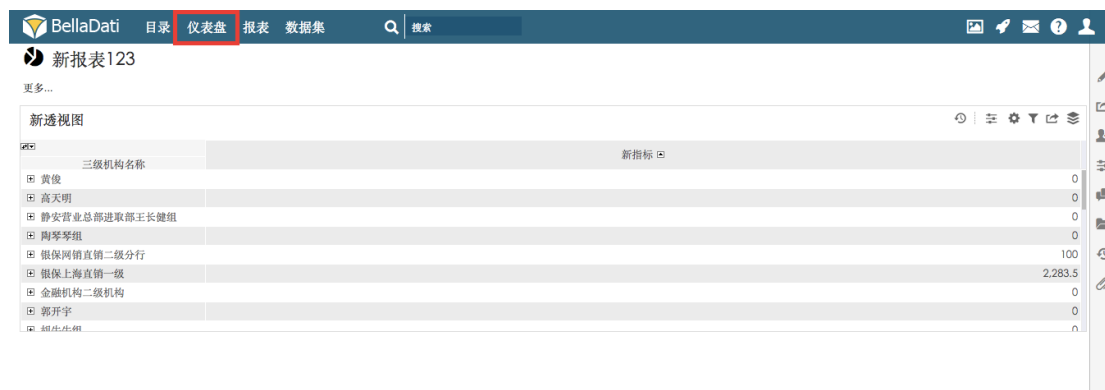 BellaDati 目录 仪表盘 报表 数据集 搜索
新报表123
更多...
新透视图
新指标
三级机构名称
黄俊 0
高天明 0
静安营业总部进取部王长健组 0
陶琴琴组 0
银保网销直销二级分行 100
银保上海直销一级 2,283.5
金融机构二级机构 0
郭开宇 0
0